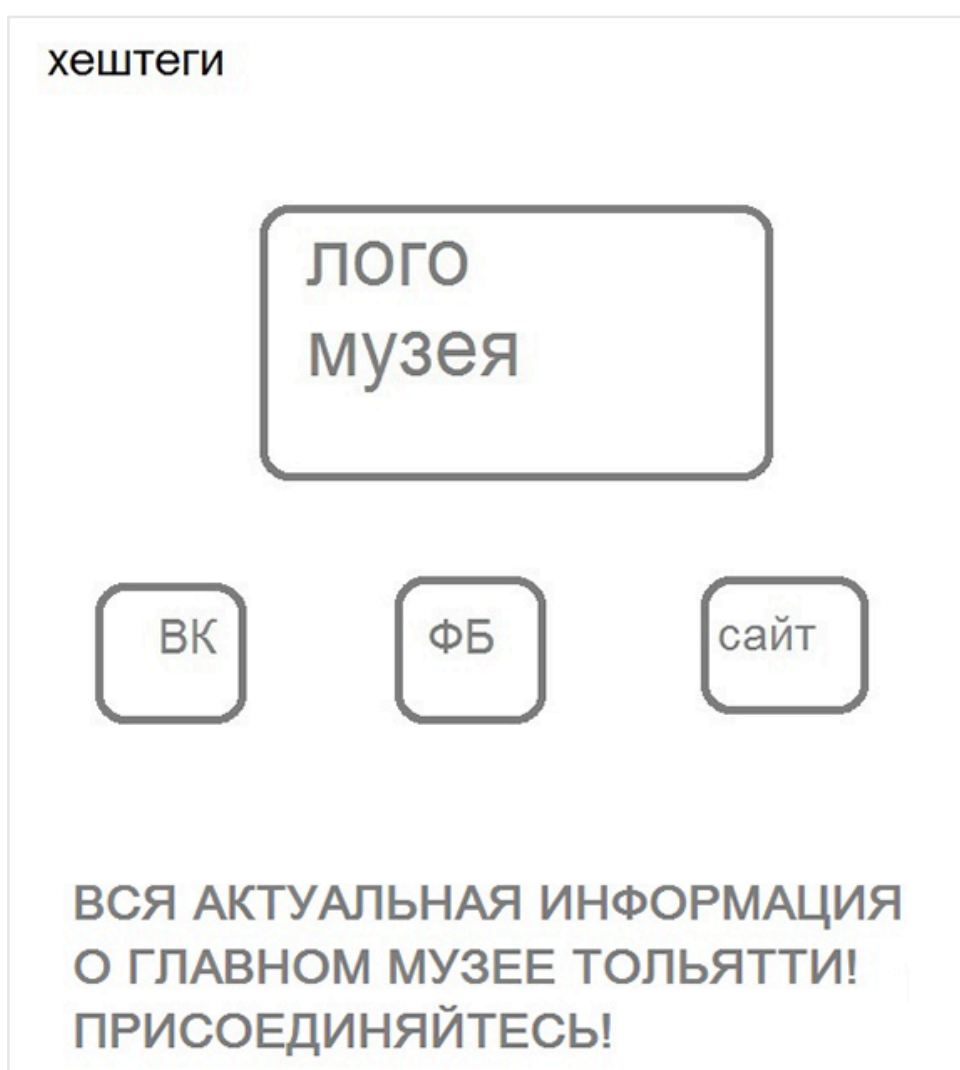 хештеги
лого
музея
ВК
ФБ
сайт
ВСЯ АКТУАЛЬНАЯ ИНФОРМАЦИЯ
О ГЛАВНОМ МУЗЕЕ ТОЛЬЯТТИ!
ПРИСОЕДИНЯЙТЕСЬ!